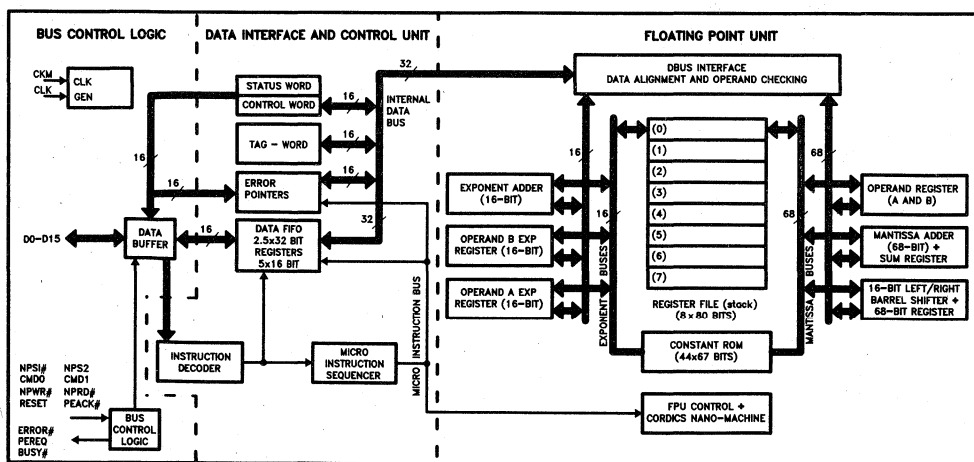 BUS CONTROL LOGIC
DATA INTERFACE AND CONTROL UNIT
FLOATING POINT UNIT
CKM
CLK
CLK
GEN
STATUS WORD
CONTROL WORD
16
INTERNAL
DATA
BUS
32
DBUS INTERFACE
DATA ALIGNMENT AND OPERAND CHECKING
TAG – WORD
16
16
16
ERROR
POINTERS
16
32
D0–D15
DATA
BUFFER
16
DATA FIFO
2.5x32 BIT
REGISTERS
5x16 BIT
INSTRUCTION
DECODER
MICRO
INSTRUCTION
SEQUENCER
MICRO INSTRUCTION BUS
NPSI# NPS2
CMD0 CMD1
NPWR# NPRD#
RESET PEACK#
ERROR#
PEREQ
BUSY#
BUS
CONTROL
LOGIC
16
EXPONENT ADDER
(16-BIT)
16
OPERAND B EXP
REGISTER (16-BIT)
OPERAND A EXP
REGISTER (16-BIT)
EXPONENT BUSES
(0)
(1)
(2)
(3)
(4)
(5)
(6)
(7)
REGISTER FILE (stack)
(8x80 BITS)
CONSTANT ROM
(44x67 BITS)
68
68
MANTISSA BUSES
OPERAND REGISTER
(A AND B)
MANTISSA ADDER
(68-BIT) +
SUM REGISTER
16-BIT LEFT/RIGHT
BARREL SHIFTER +
68-BIT REGISTER
FPU CONTROL +
CORDICS NANO-MACHINE